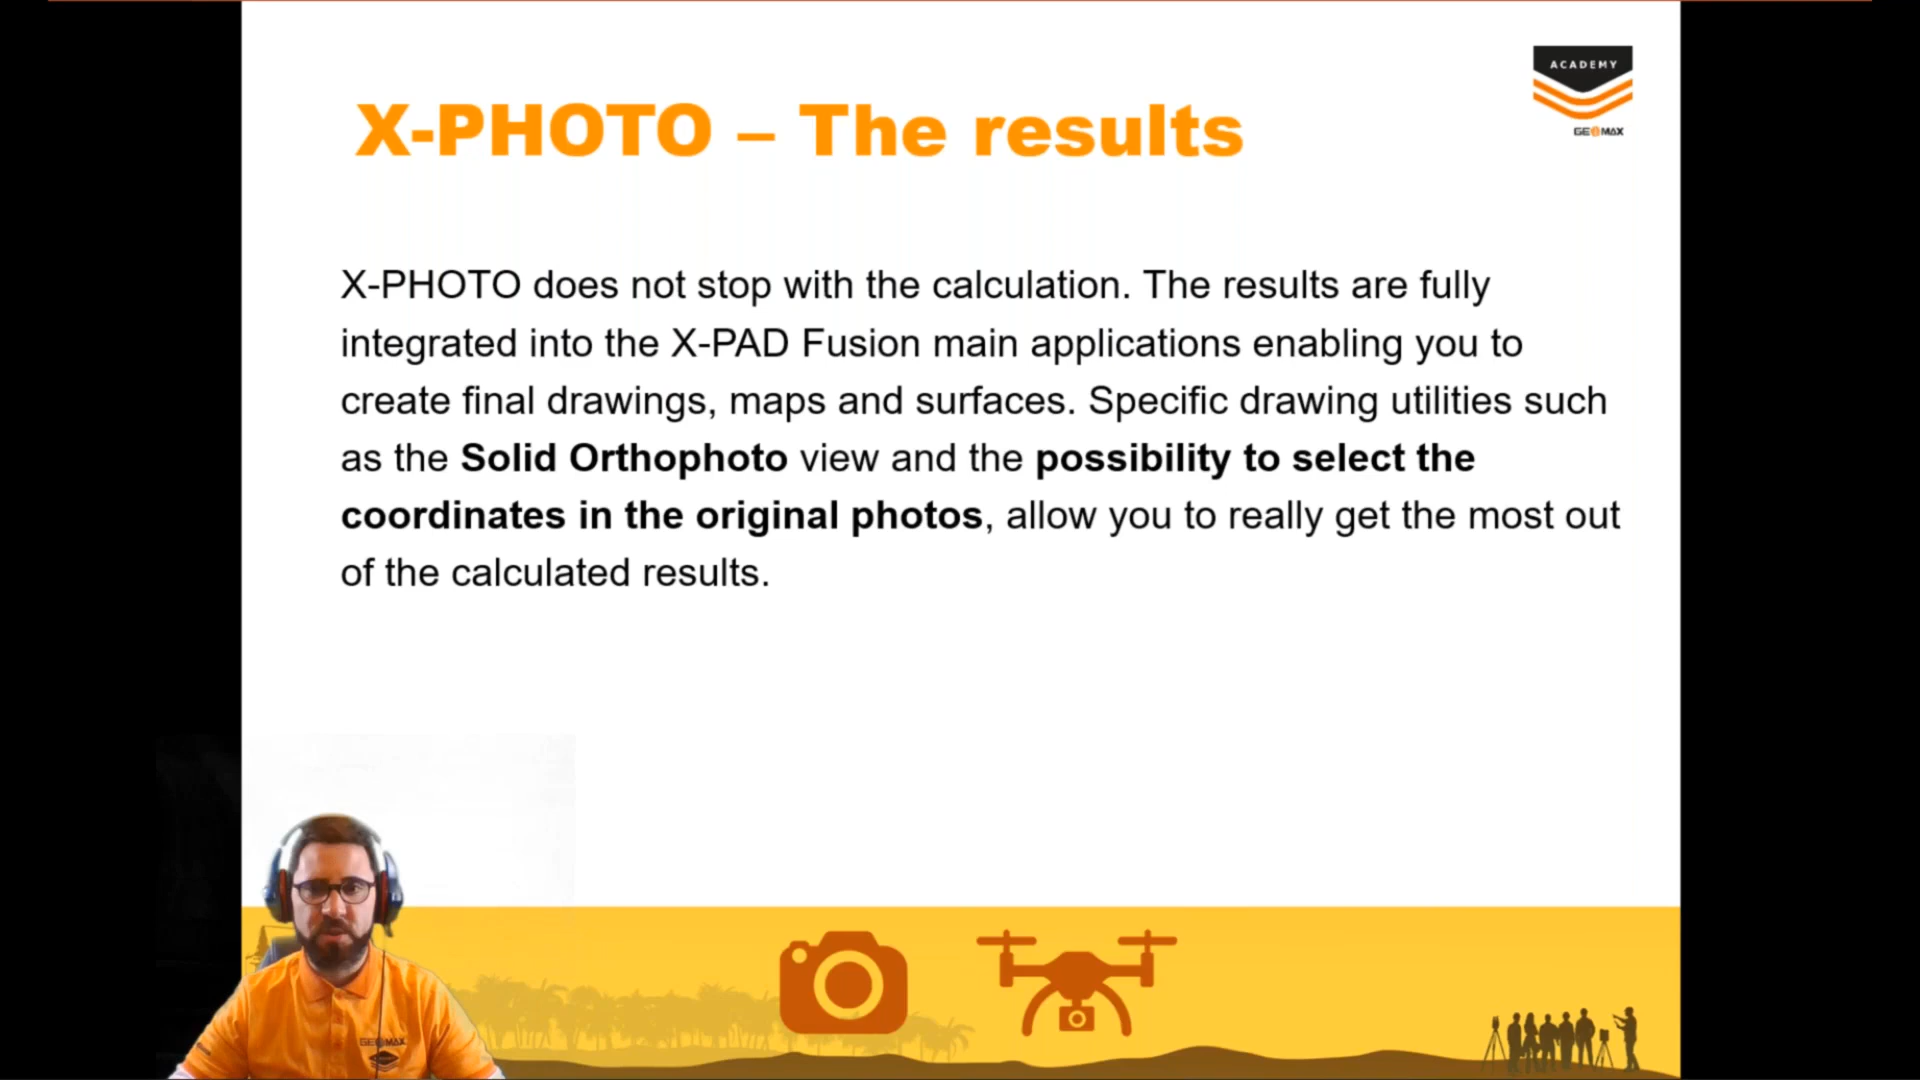 ACADEMY
GEOMAX
X-PHOTO – The results
X-PHOTO does not stop with the calculation. The results are fully
integrated into the X-PAD Fusion main applications enabling you to
create final drawings, maps and surfaces. Specific drawing utilities such
as the Solid Orthophoto view and the possibility to select the
coordinates in the original photos, allow you to really get the most out
of the calculated results.
GEOMAX